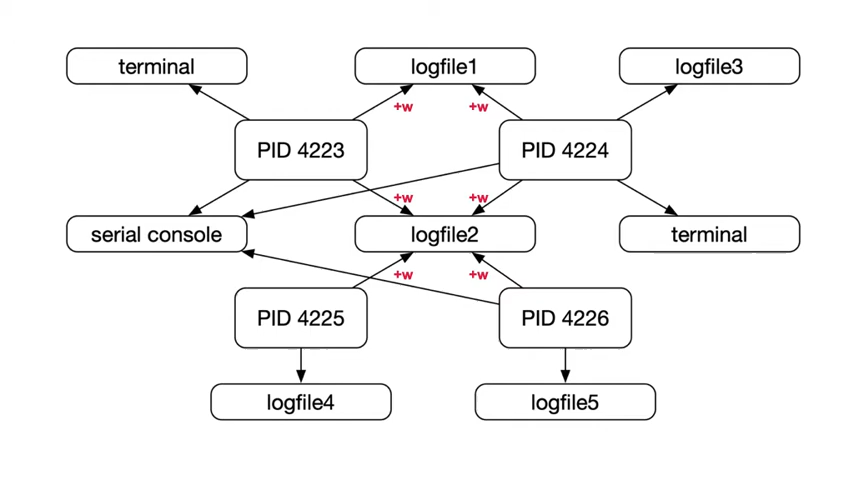 terminal
logfile1
logfile3
+w
+w
PID 4223
PID 4224
+w
+w
serial console
logfile2
terminal
+w
+w
PID 4225
PID 4226
logfile4
logfile5